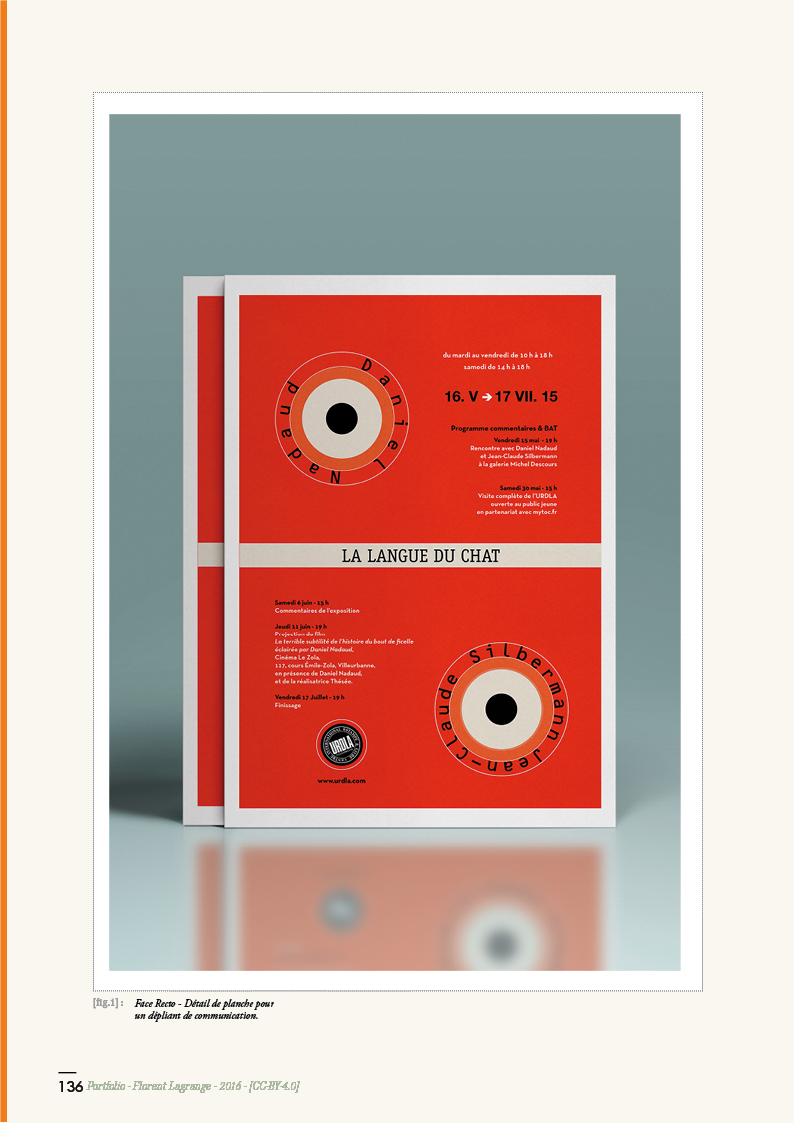 Daniel Nadaud
du mardi au vendredi de 10 h à 18 h
samedi de 14 h à 18 h
16. V → 17 VII. 15
Programme commentaires & BAT
Vendredi 15 mai - 19 h
Rencontre avec Daniel Nadaud
et Jean-Claude Silbermann
à la galerie Michel Descours
Samedi 30 mai - 15 h
Visite complète de l'URDLA
ouverte au public jeune
en partenariat avec mytoc.fr
LA LANGUE DU CHAT
Samedi 6 juin - 15 h
Commentaires de l'exposition
Jeudi 11 juin - 19 h
Projection du film
La terrible subtilité de l'histoire du bout de ficelle
éclairée par Daniel Nadaud,
Cinéma Le Zola,
117, cours Émile-Zola, Villeurbanne,
en présence de Daniel Nadaud,
et de la réalisatrice Thésée.
Vendredi 17 Juillet - 19 h
Finissage
URDLA
www.urdla.com
Jean-Claude Silbermann
[fig.1] : Face Recto - Détail de planche pour
un dépliant de communication.
136 Portfolio - Florent Lagrange - 2016 - [CC-BY-4.0]